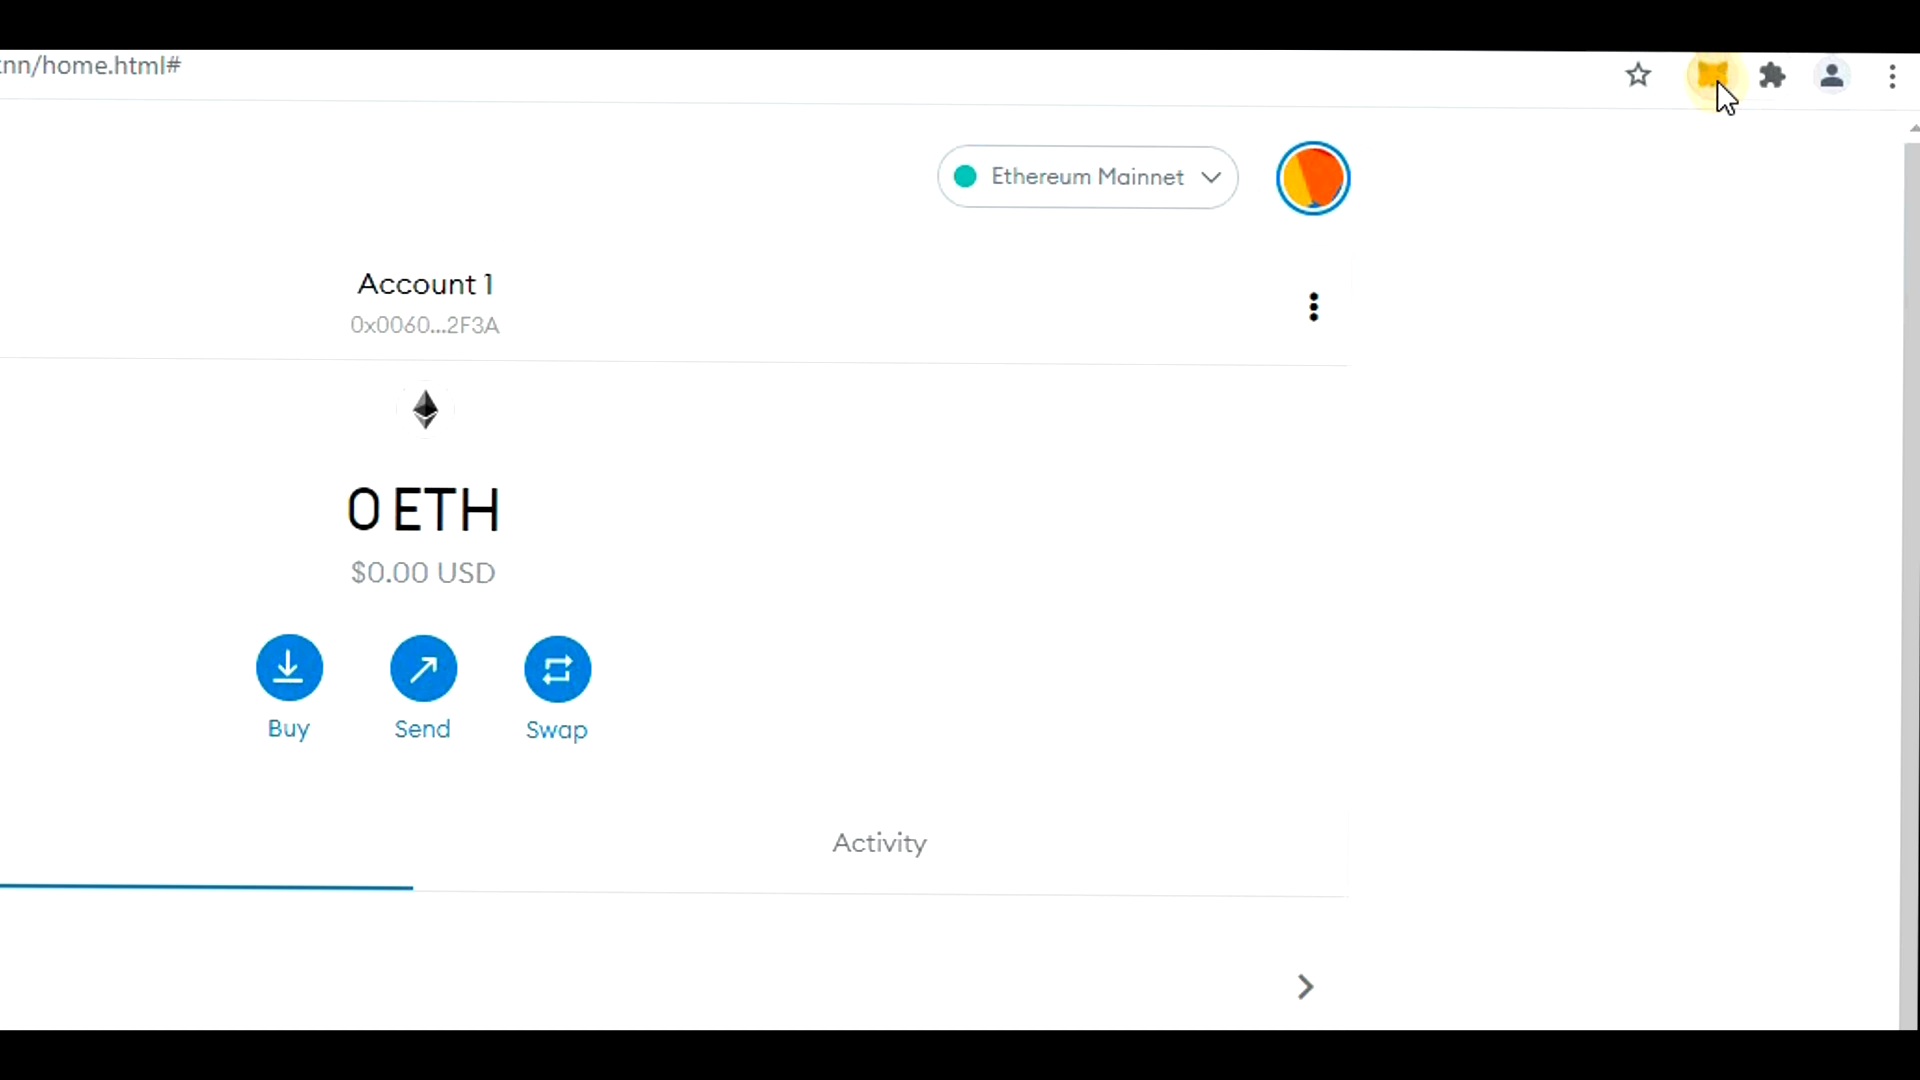 nn/home.html#
Ethereum Mainnet
Account 1
0x0060...2F3A
0 ETH
$0.00 USD
Buy
Send
Swap
Activity